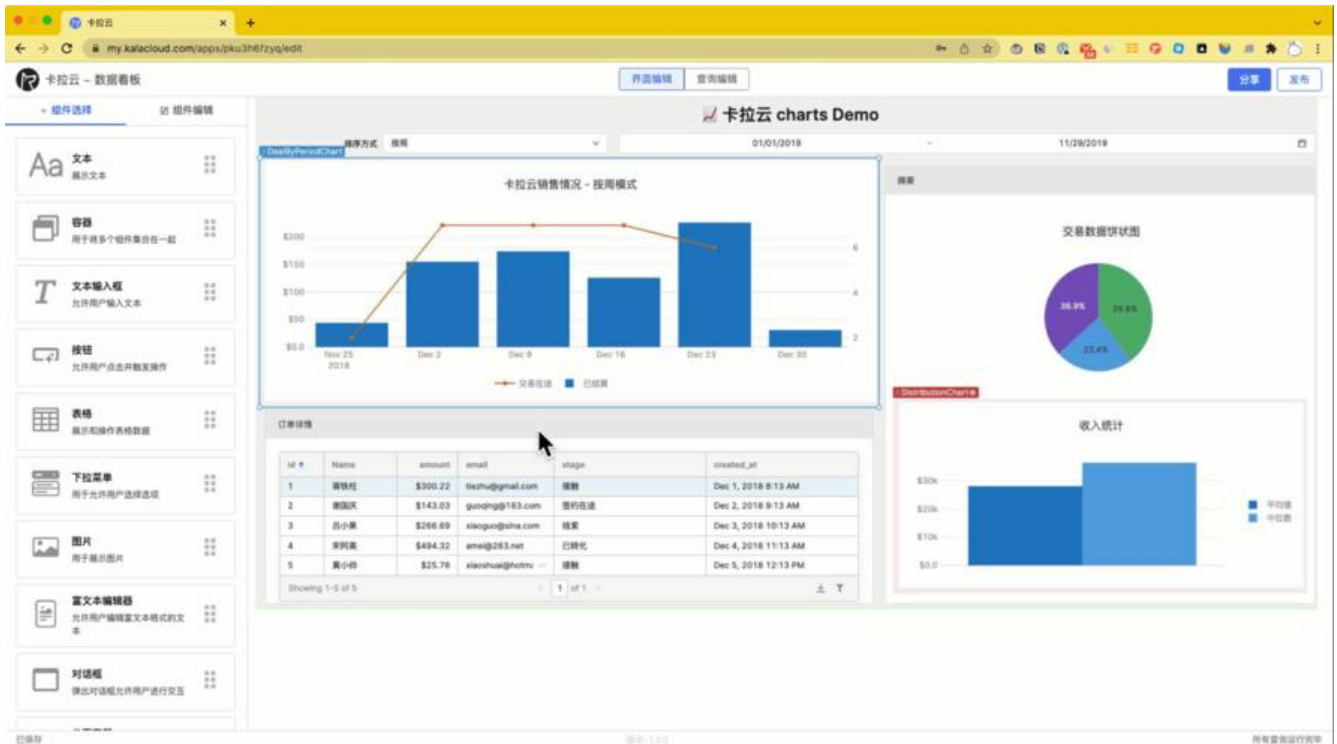 卡拉云
my.kalacloud.com/apps/pku3h6fzyq/edit
卡拉云 – 数据看板
界面编辑
查询编辑
分享
发布
+ 组件选择
组件编辑
卡拉云 charts Demo
Aa
文本
展示文本
容器
用于将多个组件集合在一起
T
文本输入框
允许用户输入文本
按钮
允许用户点击并触发操作
表格
展示和操作表格数据
下拉菜单
用于允许用户选择选项
图片
用于展示图片
富文本编辑器
允许用户编辑富文本格式的文
本
对话框
弹出对话框允许用户进行交互
已保存
DealByPeriodChart
排序方式
按周
01/01/2019
–
11/29/2019
卡拉云销售情况 – 按周模式
$200
$150
$100
$50
$0.0
6
4
2
Nov 25
2018
Dec 2
Dec 9
Dec 16
Dec 23
Dec 30
交易在途
已结算
订单详情
id Name amount email stage created_at
1 蒋铁柱 $300.22 tiezhu@gmail.com 接触 Dec 1, 2018 8:13 AM
2 谢国庆 $143.03 guoqing@163.com 签约在途 Dec 2, 2018 9:13 AM
3 吕小果 $266.69 xiaoguo@sina.com 线索 Dec 3, 2018 10:13 AM
4 宋阿美 $494.32 amei@263.net 已转化 Dec 4, 2018 11:13 AM
5 黄小帅 $25.76 xiaoshuai@hotm ··· 接触 Dec 5, 2018 12:13 PM
Showing 1-5 of 5
1 of 1
摘要
交易数据饼状图
36.9%
23.4%
DistributionChart
收入统计
$30k
$20k
$10k
$0.0
平均值
中位数
版本: 1.2.0
所有查询运行完毕